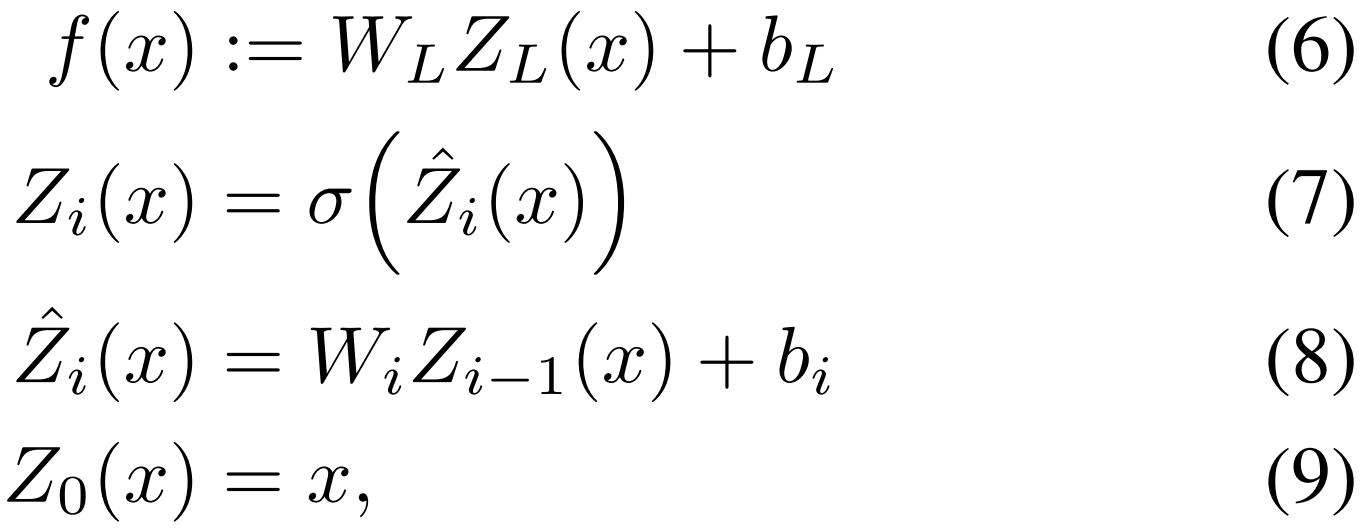 f(x) := W_L Z_L(x) + b_L (6)
Z_i(x) = σ(Ẑ_i(x)) (7)
Ẑ_i(x) = W_i Z_{i−1}(x) + b_i (8)
Z_0(x) = x, (9)